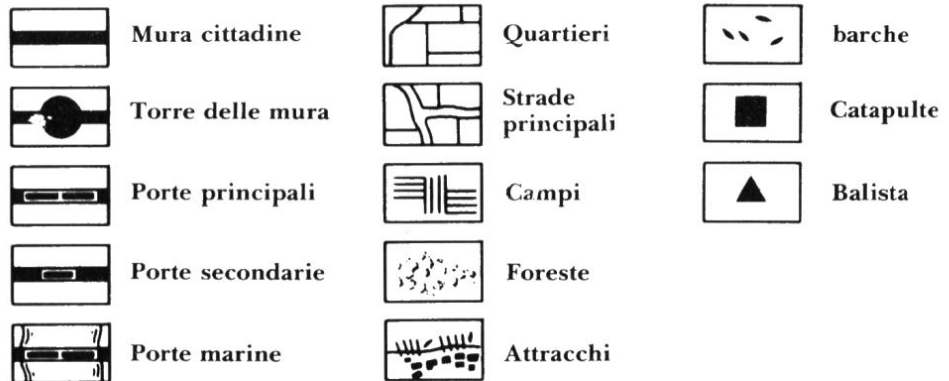 Mura cittadine
Torre delle mura
Porte principali
Porte secondarie
Porte marine
Quartieri
Strade
principali
Campi
Foreste
Attracchi
barche
Catapulte
Balista